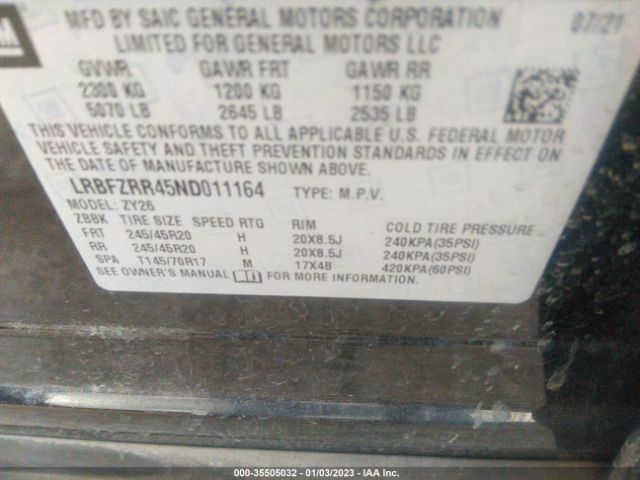 GM
MFD BY SAIC GENERAL MOTORS CORPORATION 07/21
LIMITED FOR GENERAL MOTORS LLC
GVWR GAWR FRT GAWR RR
2300 KG 1200 KG 1150 KG
5070 LB 2645 LB 2535 LB
THIS VEHICLE CONFORMS TO ALL APPLICABLE U.S. FEDERAL MOTOR
VEHICLE SAFETY AND THEFT PREVENTION STANDARDS IN EFFECT ON
THE DATE OF MANUFACTURE SHOWN ABOVE.
LRBFZRR45ND011164 TYPE: M.P.V.
MODEL: ZY26
ZBBK TIRE SIZE SPEED RTG RIM COLD TIRE PRESSURE
FRT 245/45R20 H 20X8.5J 240KPA(35PSI)
RR 245/45R20 H 20X8.5J 240KPA(35PSI)
SPA T145/70R17 M 17X4B 420KPA(60PSI)
SEE OWNER'S MANUAL FOR MORE INFORMATION.
000-35505032 - 01/03/2023 - IAA Inc.